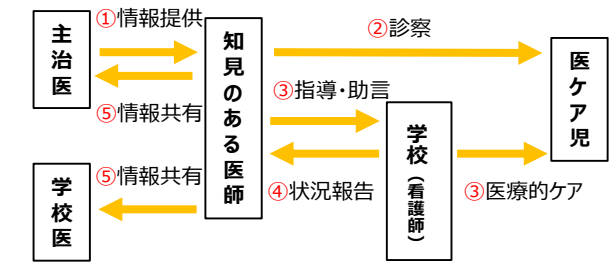 ①情報提供
主治医
知見のある医師
②診察
医ケア児
⑤情報共有
③指導・助言
学校（看護師）
⑤情報共有
学校医
④状況報告
③医療的ケア